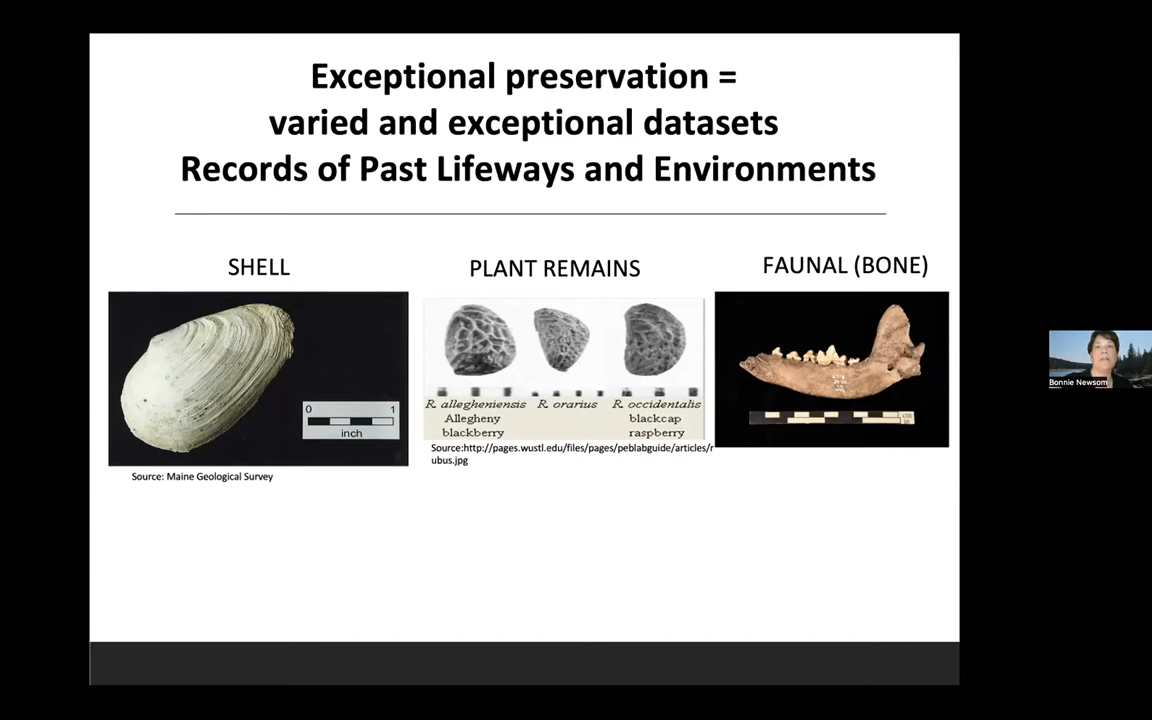 Exceptional preservation =
varied and exceptional datasets
Records of Past Lifeways and Environments
SHELL
PLANT REMAINS
FAUNAL (BONE)
0 1
inch
R. allegheniensis R. orarius R. occidentalis
Allegheny blackcap
blackberry raspberry
Source:http://pages.wustl.edu/files/pages/peblabguide/articles/r
ubus.jpg
Source: Maine Geological Survey
Bonnie Newsom